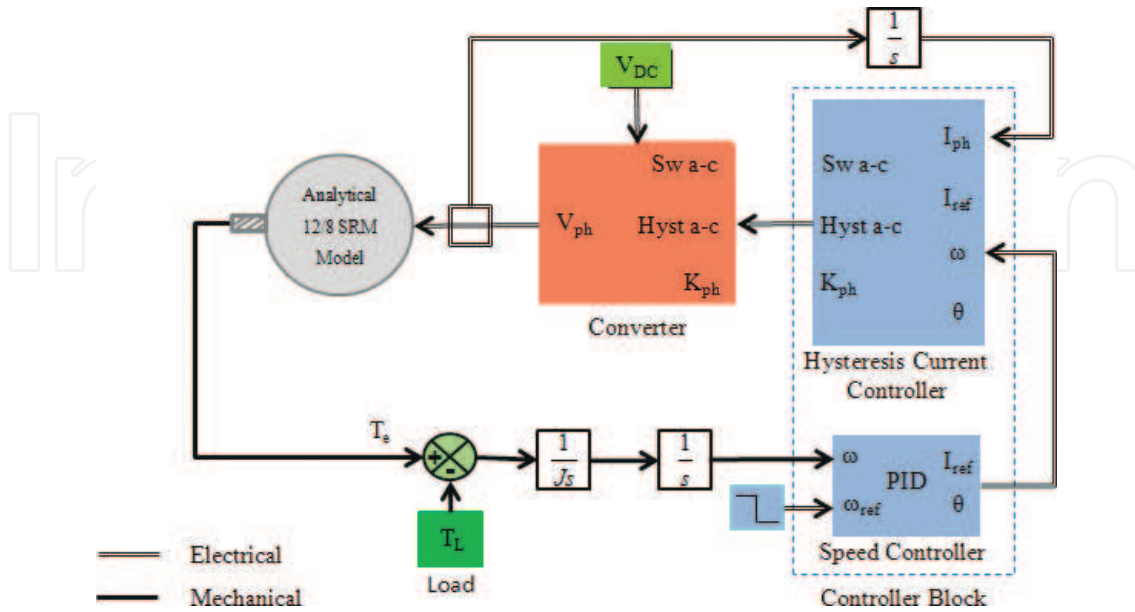 1
s
V_DC
I_ph
Sw a-c
Sw a-c
Analytical
12/8 SRM
Model
I_ref
V_ph
Hyst a-c
Hyst a-c
ω
K_ph
K_ph
θ
Converter
Hysteresis Current
Controller
T_e
+
-
1
Js
1
s
ω
PID
I_ref
ω_ref
θ
T_L
Load
Speed Controller
Electrical
Mechanical
Controller Block